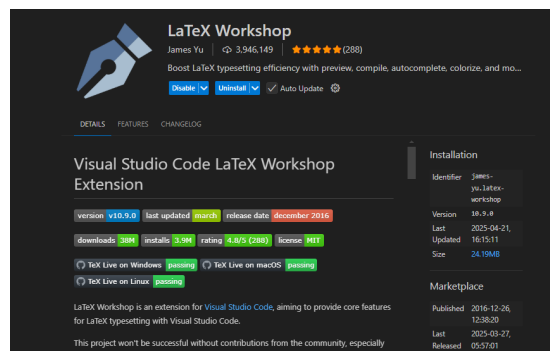 LaTeX Workshop
James Yu 3,946,149 (288)
Boost LaTeX typesetting efficiency with preview, compile, autocomplete, colorize, and mo...
Disable Uninstall Auto Update
DETAILS FEATURES CHANGELOG
Visual Studio Code LaTeX Workshop
Extension
version v10.9.0 last updated march release date december 2016
downloads 38M installs 3.9M rating 4.8/5 (288) license MIT
TeX Live on Windows passing TeX Live on macOS passing
TeX Live on Linux passing
LaTeX Workshop is an extension for Visual Studio Code, aiming to provide core features
for LaTeX typesetting with Visual Studio Code.
This project won't be successful without contributions from the community, especially
Installation
Identifier james-
yu.latex-
workshop
Version 10.9.0
Last 2025-04-21,
Updated 16:15:11
Size 24.19MB
Marketplace
Published 2016-12-26,
12:38:20
Last 2025-03-27,
Released 05:57:01